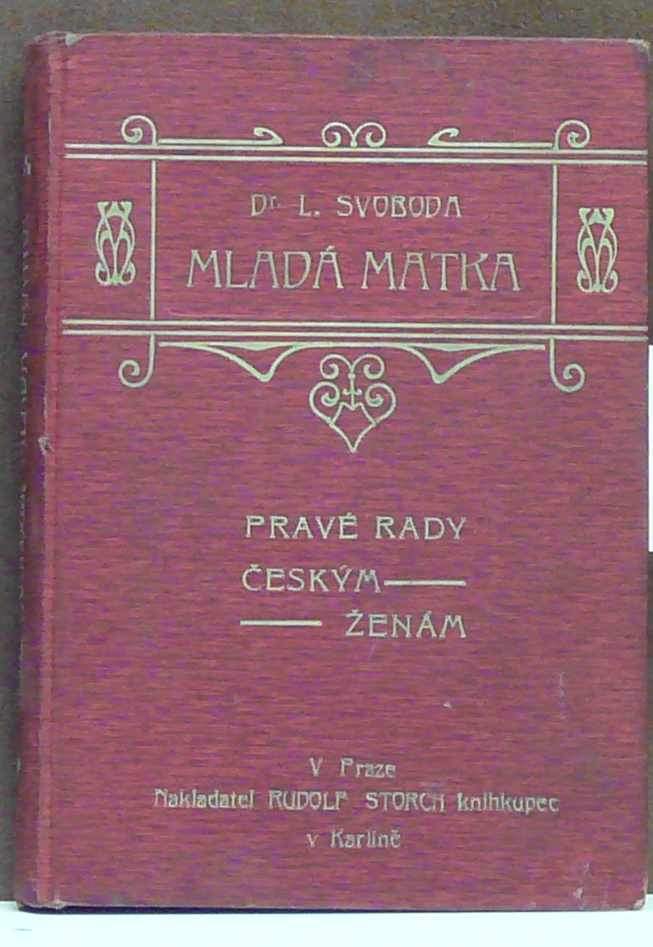 Dr. L. SVOBODA
MLADÁ MATKA
PRAVÉ RADY
ČESKÝM
ŽENÁM
V Praze
Nakladatel RUDOLF STORCH knihkupec
v Karlíně